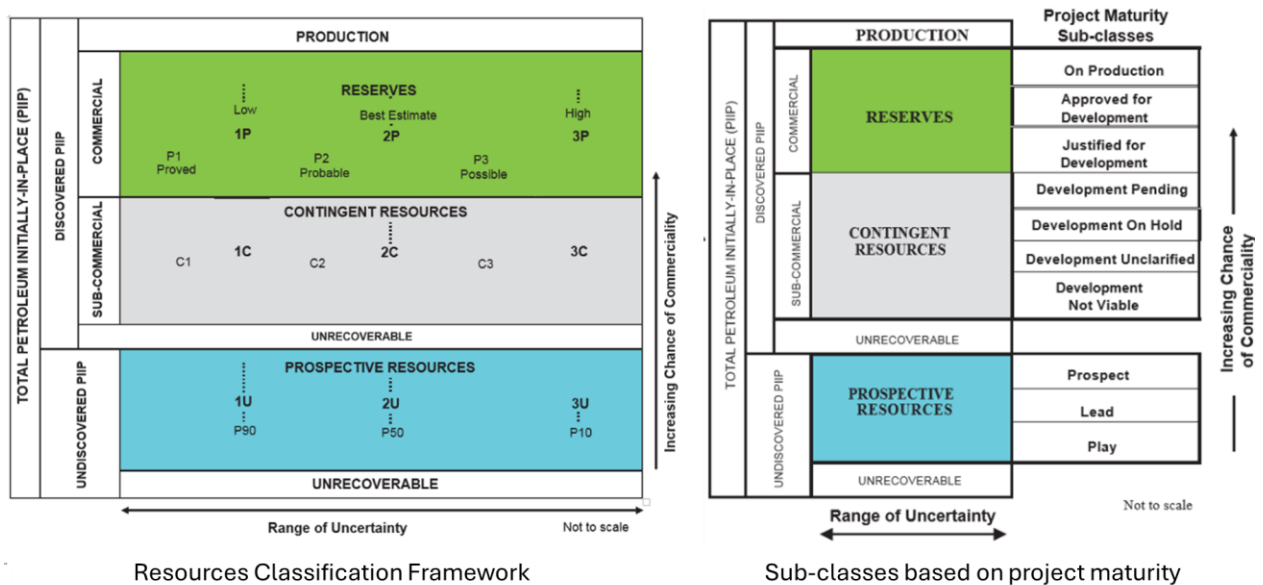 TOTAL PETROLEUM INITIALLY-IN-PLACE (PIIP)
DISCOVERED PIIP
UNDISCOVERED PIIP
COMMERCIAL
SUB-COMMERCIAL
PRODUCTION
RESERVES
Low
Best Estimate
High
1P
2P
3P
P1
Proved
P2
Probable
P3
Possible
CONTINGENT RESOURCES
1C
2C
3C
C1
C2
C3
UNRECOVERABLE
PROSPECTIVE RESOURCES
1U
2U
3U
P90
P50
P10
UNRECOVERABLE
Increasing Chance of Commerciality
Range of Uncertainty
Not to scale
Resources Classification Framework
TOTAL PETROLEUM INITIALLY-IN-PLACE (PIIP)
DISCOVERED PIIP
UNDISCOVERED PIIP
COMMERCIAL
SUB-COMMERCIAL
PRODUCTION
Project Maturity
Sub-classes
RESERVES
On Production
Approved for
Development
Justified for
Development
CONTINGENT
RESOURCES
Development Pending
Development On Hold
Development Unclarified
Development
Not Viable
UNRECOVERABLE
PROSPECTIVE
RESOURCES
Prospect
Lead
Play
UNRECOVERABLE
Increasing Chance
of Commerciality
Range of Uncertainty
Not to scale
Sub-classes based on project maturity